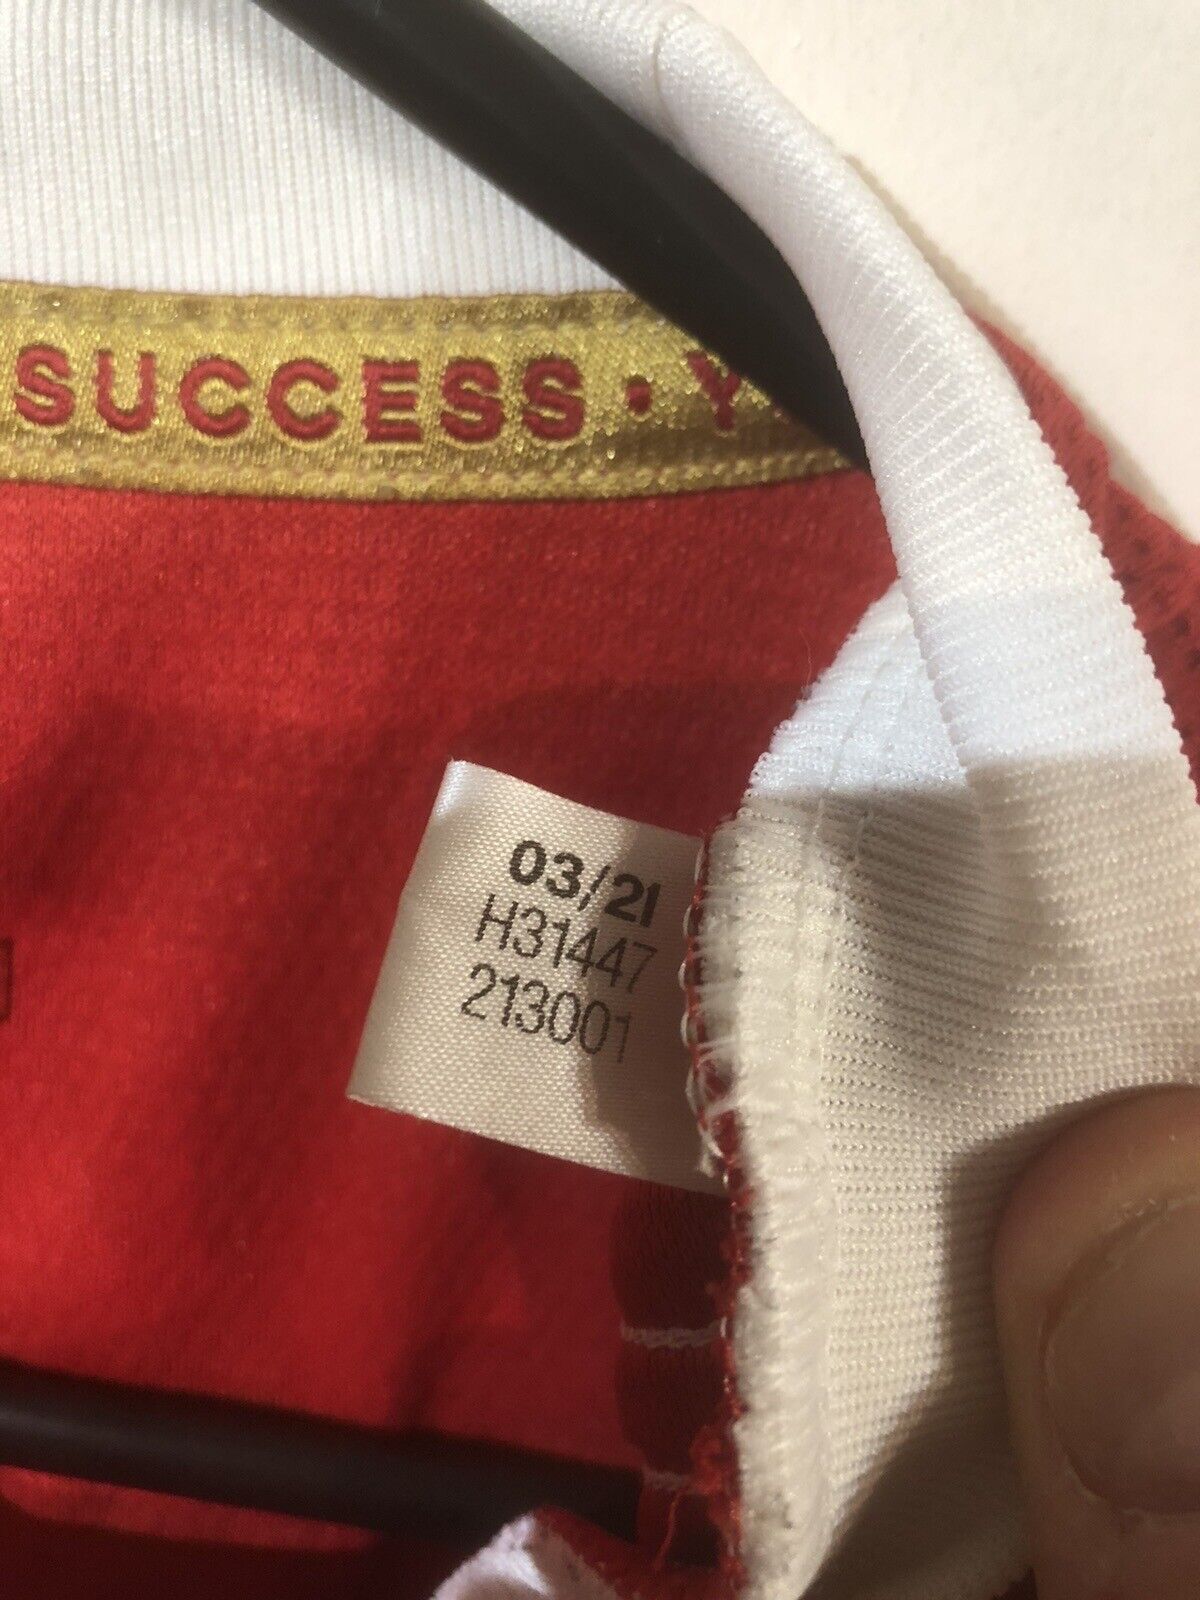 SUCCESS · Y
03/21
H31447
213001